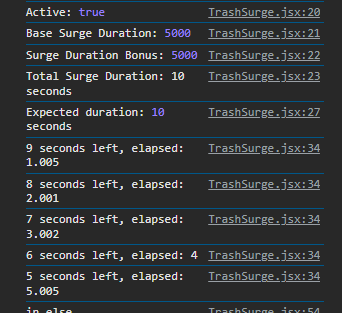 Active: true TrashSurge.jsx:20
Base Surge Duration: 5000 TrashSurge.jsx:21
Surge Duration Bonus: 5000 TrashSurge.jsx:22
Total Surge Duration: 10 TrashSurge.jsx:23
seconds
Expected duration: 10 TrashSurge.jsx:27
seconds
9 seconds left, elapsed: TrashSurge.jsx:34
1.005
8 seconds left, elapsed: TrashSurge.jsx:34
2.001
7 seconds left, elapsed: TrashSurge.jsx:34
3.002
6 seconds left, elapsed: 4 TrashSurge.jsx:34
5 seconds left, elapsed: TrashSurge.jsx:34
5.005
in else TrashSurge.jsx:54